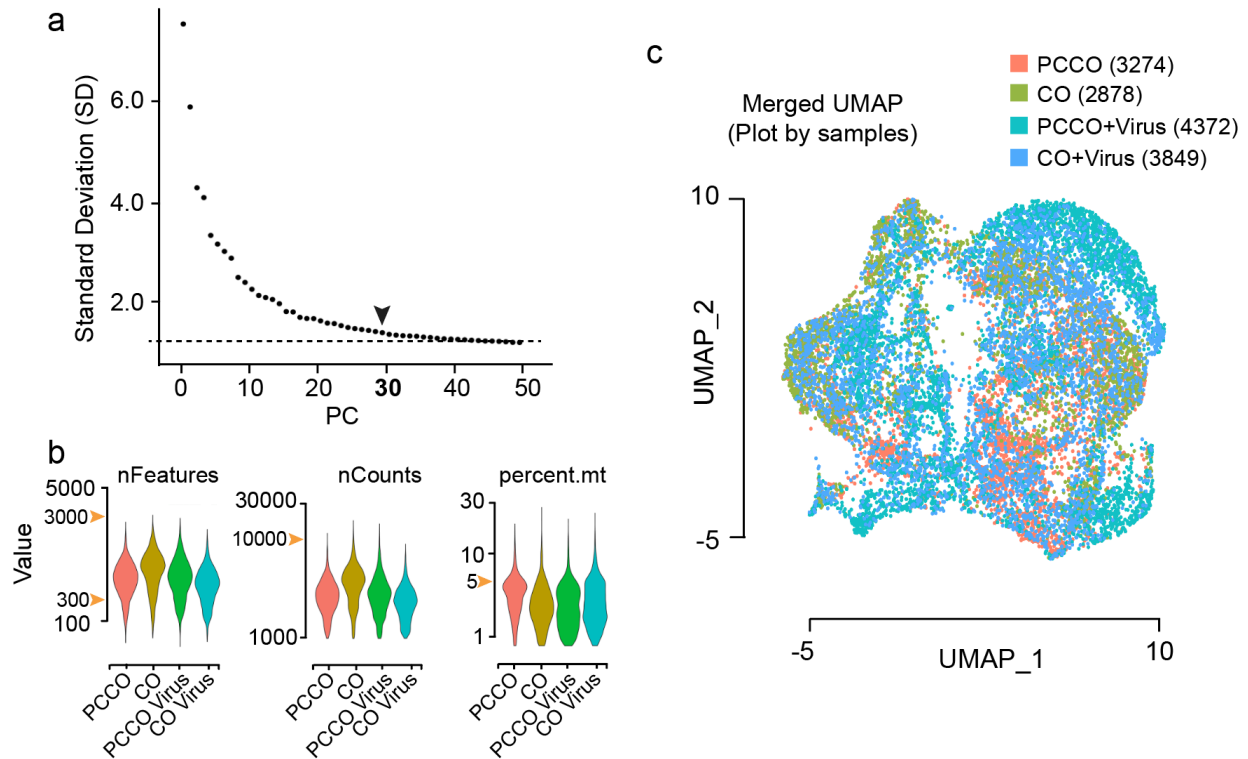 a
Standard Deviation (SD)
6.0
4.0
2.0
0 10 20 30 40 50
PC
b
nFeatures
Value
5000
3000
300
100
PCCO CO PCCO Virus CO Virus
nCounts
30000
10000
1000
PCCO CO PCCO Virus CO Virus
percent.mt
30
10
5
1
PCCO CO PCCO Virus CO Virus
c
Merged UMAP
(Plot by samples)
PCCO (3274)
CO (2878)
PCCO+Virus (4372)
CO+Virus (3849)
10
UMAP_2
-5
-5 10
UMAP_1